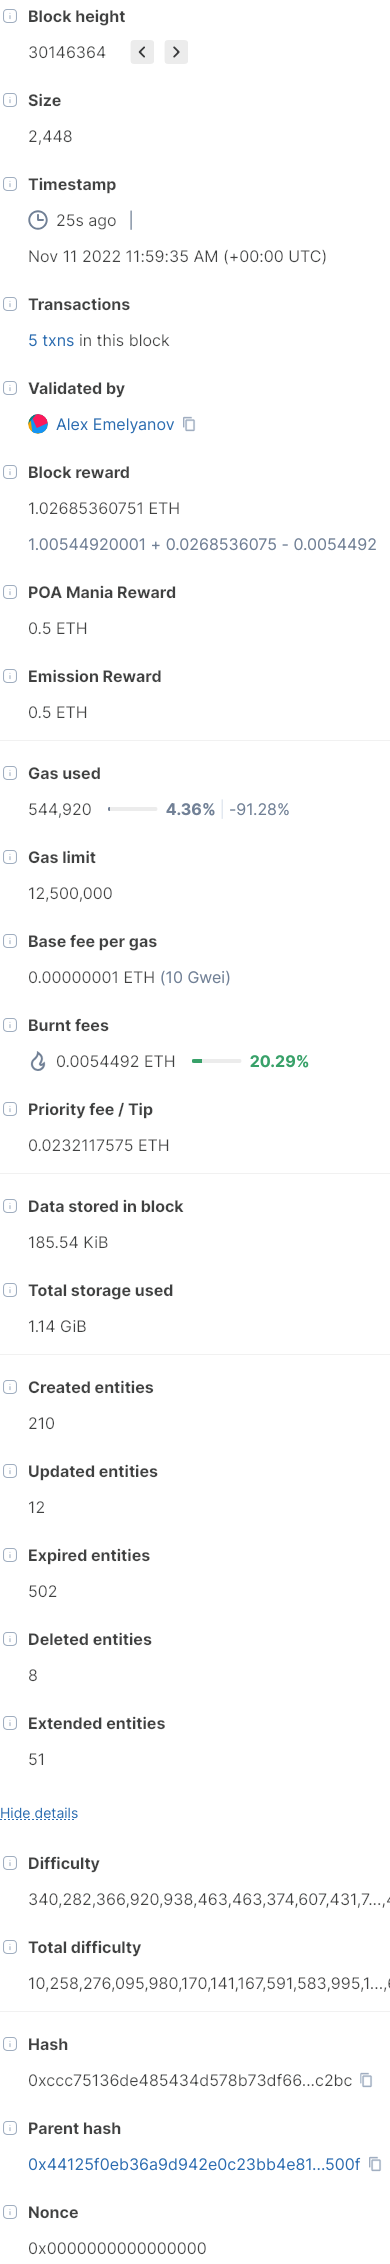 Block height
30146364
Size
2,448
Timestamp
25s ago
Nov 11 2022 11:59:35 AM (+00:00 UTC)
Transactions
5 txns in this block
Validated by
Alex Emelyanov
Block reward
1.02685360751 ETH
1.00544920001 + 0.0268536075 - 0.0054492
POA Mania Reward
0.5 ETH
Emission Reward
0.5 ETH
Gas used
544,920 4.36% -91.28%
Gas limit
12,500,000
Base fee per gas
0.00000001 ETH (10 Gwei)
Burnt fees
0.0054492 ETH 20.29%
Priority fee / Tip
0.0232117575 ETH
Data stored in block
185.54 KiB
Total storage used
1.14 GiB
Created entities
210
Updated entities
12
Expired entities
502
Deleted entities
8
Extended entities
51
Hide details
Difficulty
340,282,366,920,938,463,463,374,607,431,7...,
Total difficulty
10,258,276,095,980,170,141,167,591,583,995,1...,
Hash
0xccc75136de485434d578b73df66...c2bc
Parent hash
0x44125f0eb36a9d942e0c23bb4e81...500f
Nonce
0x0000000000000000